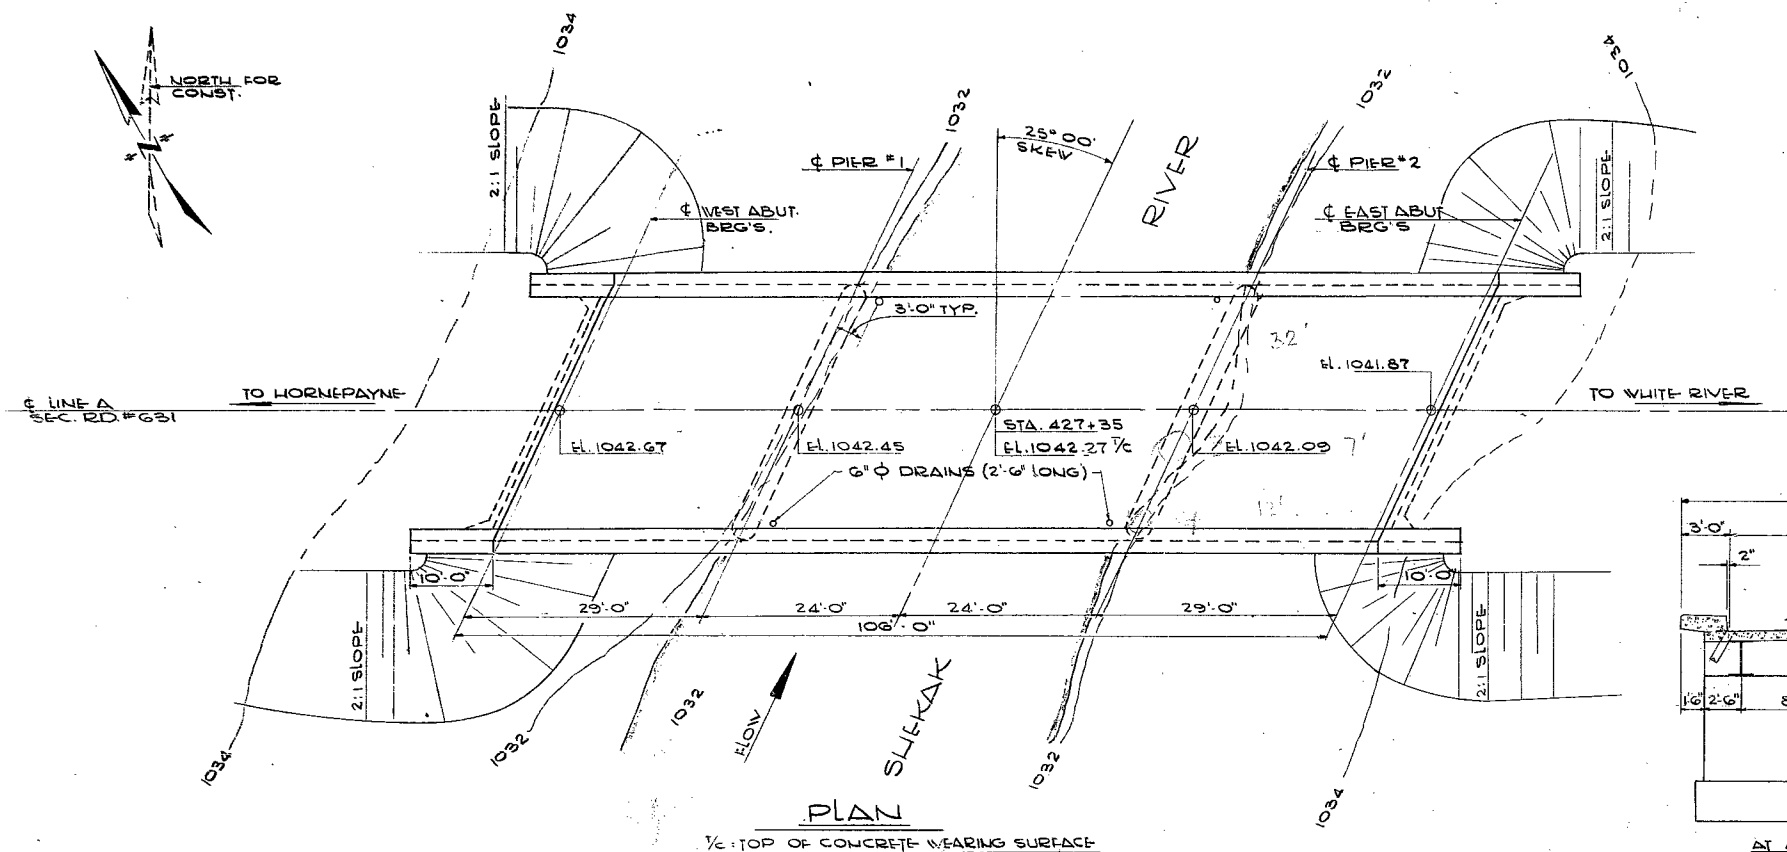 1034
1034
NORTH FOR
CONST.
1032
1032
2:1 SLOPE
25° 00'
SKEW
℄ PIER #1
RIVER
℄ PIER #2
2:1 SLOPE
℄ WEST ABUT.
BRG'S.
℄ EAST ABUT
BRG'S
3'-0" TYP.
32'
EL. 1041.87
℄ LINE A
SEC. RD. #631
TO HORNEPAYNE
TO WHITE RIVER
STA. 427+35
EL. 1042.67
EL. 1042.45
EL. 1042.27 T/C
EL. 1042.09
7'
6" Φ DRAINS (2'-6" LONG)
12'
3'-0"
2"
10'-0"
10'-0
29'-0"
24'-0"
24'-0"
29'-0"
106'-0"
2:1 SLOPE
2:1 SLOPE
1'6"
2'-6"
8
1032
FLOW
SHEKAK
1034
1032
1032
1034
PLAN
T/C : TOP OF CONCRETE WEARING SURFACE
AT